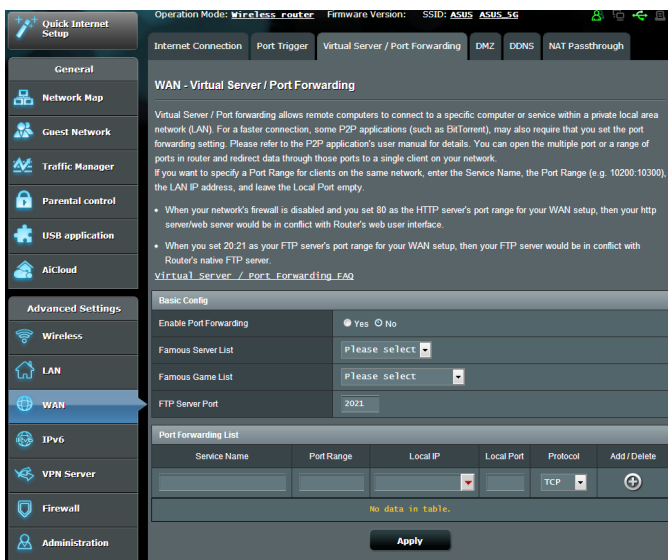 Quick Internet
Setup
Operation Mode: Wireless router Firmware Version: SSID: ASUS ASUS_5G
Internet Connection Port Trigger Virtual Server / Port Forwarding DMZ DDNS NAT Passthrough
General
Network Map
Guest Network
Traffic Manager
Parental control
USB application
AiCloud
Advanced Settings
Wireless
LAN
WAN
IPv6
VPN Server
Firewall
Administration
WAN - Virtual Server / Port Forwarding
Virtual Server / Port forwarding allows remote computers to connect to a specific computer or service within a private local area
network (LAN). For a faster connection, some P2P applications (such as BitTorrent), may also require that you set the port
forwarding setting. Please refer to the P2P application's user manual for details. You can open the multiple port or a range of
ports in router and redirect data through those ports to a single client on your network.
If you want to specify a Port Range for clients on the same network, enter the Service Name, the Port Range (e.g. 10200:10300),
the LAN IP address, and leave the Local Port empty.
• When your network's firewall is disabled and you set 80 as the HTTP server's port range for your WAN setup, then your http
server/web server would be in conflict with Router's web user interface.
• When you set 20:21 as your FTP server's port range for your WAN setup, then your FTP server would be in conflict with
Router's native FTP server.
Virtual Server / Port Forwarding FAQ
Basic Config
Enable Port Forwarding Yes No
Famous Server List Please select
Famous Game List Please select
FTP Server Port 2021
Port Forwarding List
Service Name Port Range Local IP Local Port Protocol Add / Delete
TCP
No data in table.
Apply